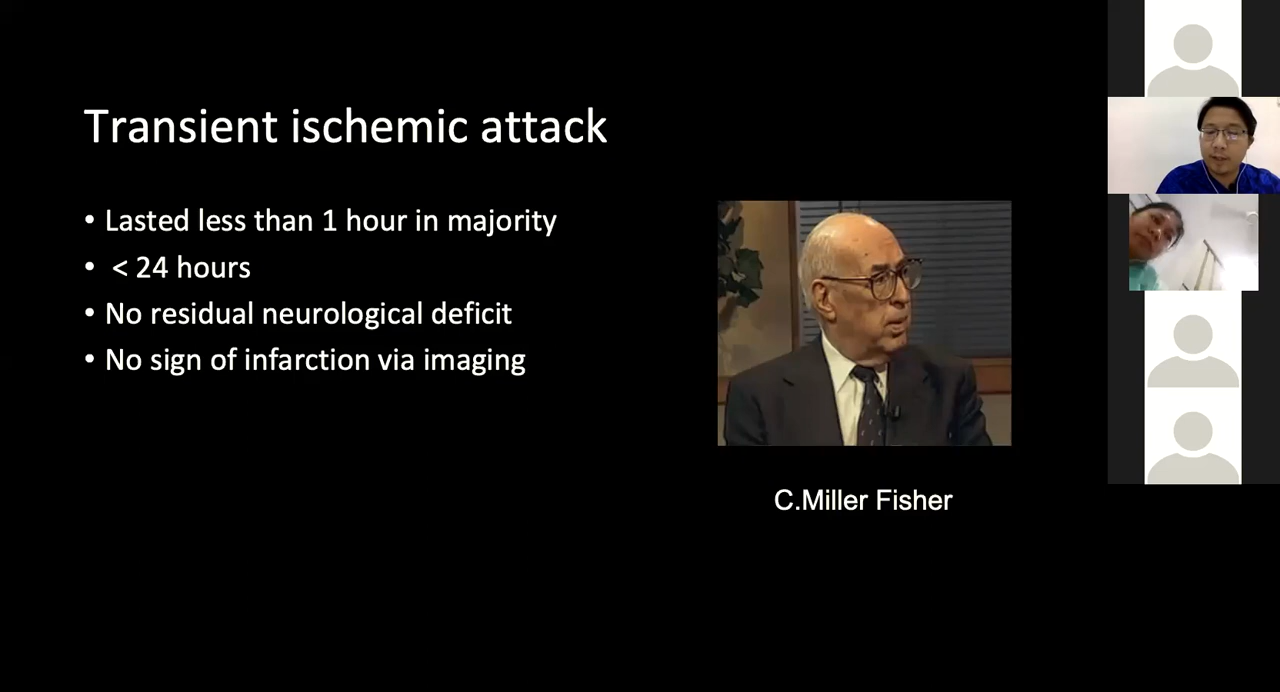 Transient ischemic attack
• Lasted less than 1 hour in majority
• < 24 hours
• No residual neurological deficit
• No sign of infarction via imaging
C.Miller Fisher